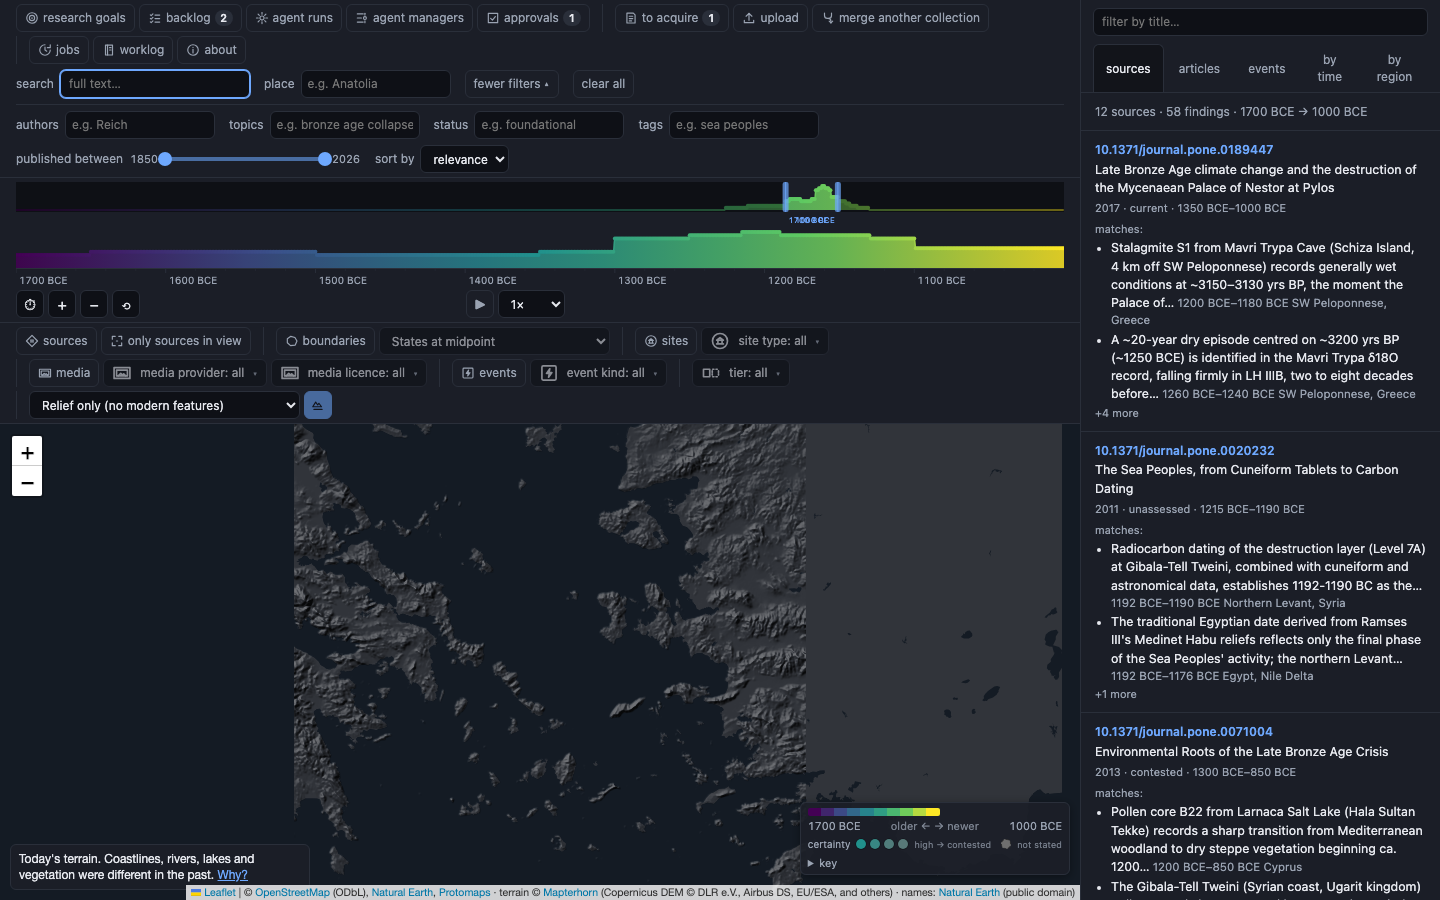 research goals
backlog 2
agent runs
agent managers
approvals 1
to acquire 1
upload
merge another collection
jobs
worklog
about
search full text...
place e.g. Anatolia
fewer filters
clear all
authors e.g. Reich
topics e.g. bronze age collapse
status e.g. foundational
tags e.g. sea peoples
published between 1850 2026
sort by relevance
1700 BCE 1600 BCE 1500 BCE 1400 BCE 1300 BCE 1200 BCE 1100 BCE
1×
sources
only sources in view
boundaries
States at midpoint
sites
site type: all
media
media provider: all
media licence: all
events
event kind: all
tier: all
Relief only (no modern features)
+
−
Today's terrain. Coastlines, rivers, lakes and
vegetation were different in the past. Why?
1700 BCE older ← → newer 1000 BCE
certainty high → contested not stated
key
Leaflet | © OpenStreetMap (ODbL), Natural Earth, Protomaps · terrain © Mapterhorn (Copernicus DEM © DLR e.V., Airbus DS, EU/ESA, and others) · names: Natural Earth (public domain)
filter by title...
sources
articles
events
by time
by region
12 sources · 58 findings · 1700 BCE → 1000 BCE
10.1371/journal.pone.0189447
Late Bronze Age climate change and the destruction of
the Mycenaean Palace of Nestor at Pylos
2017 · current · 1350 BCE–1000 BCE
matches:
• Stalagmite S1 from Mavri Trypa Cave (Schiza Island,
4 km off SW Peloponnese) records generally wet
conditions at ~3150–3130 yrs BP, the moment the
Palace of… 1200 BCE–1180 BCE SW Peloponnese,
Greece
• A ~20-year dry episode centred on ~3200 yrs BP
(~1250 BCE) is identified in the Mavri Trypa δ18O
record, falling firmly in LH IIIB, two to eight decades
before… 1260 BCE–1240 BCE SW Peloponnese, Greece
+4 more
10.1371/journal.pone.0020232
The Sea Peoples, from Cuneiform Tablets to Carbon
Dating
2011 · unassessed · 1215 BCE–1190 BCE
matches:
• Radiocarbon dating of the destruction layer (Level 7A)
at Gibala-Tell Tweini, combined with cuneiform and
astronomical data, establishes 1192-1190 BC as the…
1192 BCE–1190 BCE Northern Levant, Syria
• The traditional Egyptian date derived from Ramses
III's Medinet Habu reliefs reflects only the final phase
of the Sea Peoples' activity; the northern Levant…
1192 BCE–1176 BCE Egypt, Nile Delta
+1 more
10.1371/journal.pone.0071004
Environmental Roots of the Late Bronze Age Crisis
2013 · contested · 1300 BCE–850 BCE
matches:
• Pollen core B22 from Larnaca Salt Lake (Hala Sultan
Tekke) records a sharp transition from Mediterranean
woodland to dry steppe vegetation beginning ca.
1200… 1200 BCE–850 BCE Cyprus
• The Gibala-Tell Tweini (Syrian coast, Ugarit kingdom)